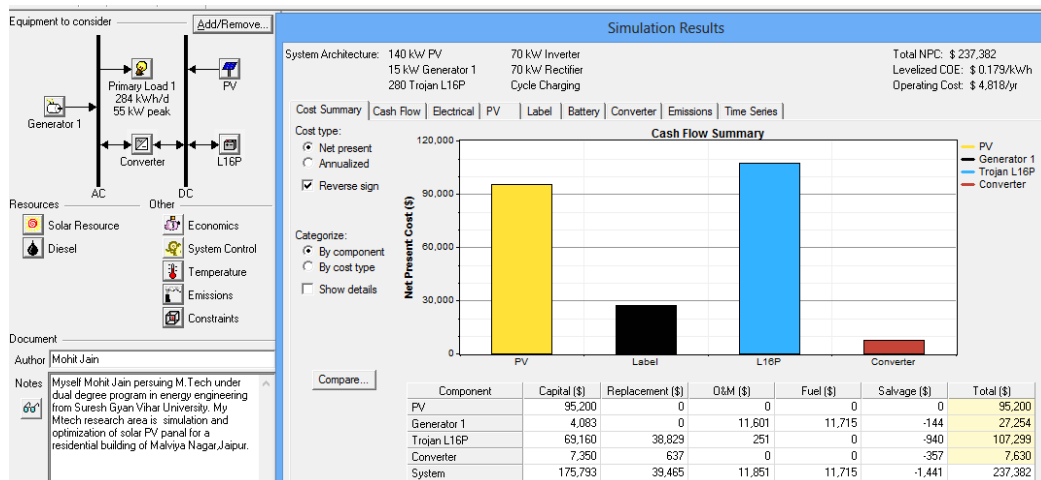 Equipment to consider
Add/Remove...
Primary Load 1
284 kWh/d
55 kW peak
PV
Generator 1
Converter
L16P
AC
DC
Resources
Other
Solar Resource
Economics
Diesel
System Control
Temperature
Emissions
Constraints
Document
Author
Mohit Jain
Notes
Myself Mohit Jain persuing M.Tech under
dual degree program in energy engineering
from Suresh Gyan Vihar University. My
Mtech research area is simulation and
optimization of solar PV panal for a
residential building of Malviya Nagar,Jaipur.
Simulation Results
System Architecture: 140 kW PV 70 kW Inverter
15 kW Generator 1 70 kW Rectifier
280 Trojan L16P Cycle Charging
Total NPC: $ 237,382
Levelized COE: $ 0.179/kWh
Operating Cost: $ 4,818/yr
Cost Summary Cash Flow Electrical PV Label Battery Converter Emissions Time Series
Cost type:
Net present
Annualized
Reverse sign
Categorize:
By component
By cost type
Show details
Compare...
Cash Flow Summary
Net Present Cost ($)
120,000
90,000
60,000
30,000
0
PV Label L16P Converter
PV
Generator 1
Trojan L16P
Converter
Component Capital ($) Replacement ($) O&M ($) Fuel ($) Salvage ($) Total ($)
PV 95,200 0 0 0 0 95,200
Generator 1 4,083 0 11,601 11,715 -144 27,254
Trojan L16P 69,160 38,829 251 0 -940 107,299
Converter 7,350 637 0 0 -357 7,630
System 175,793 39,465 11,851 11,715 -1,441 237,382